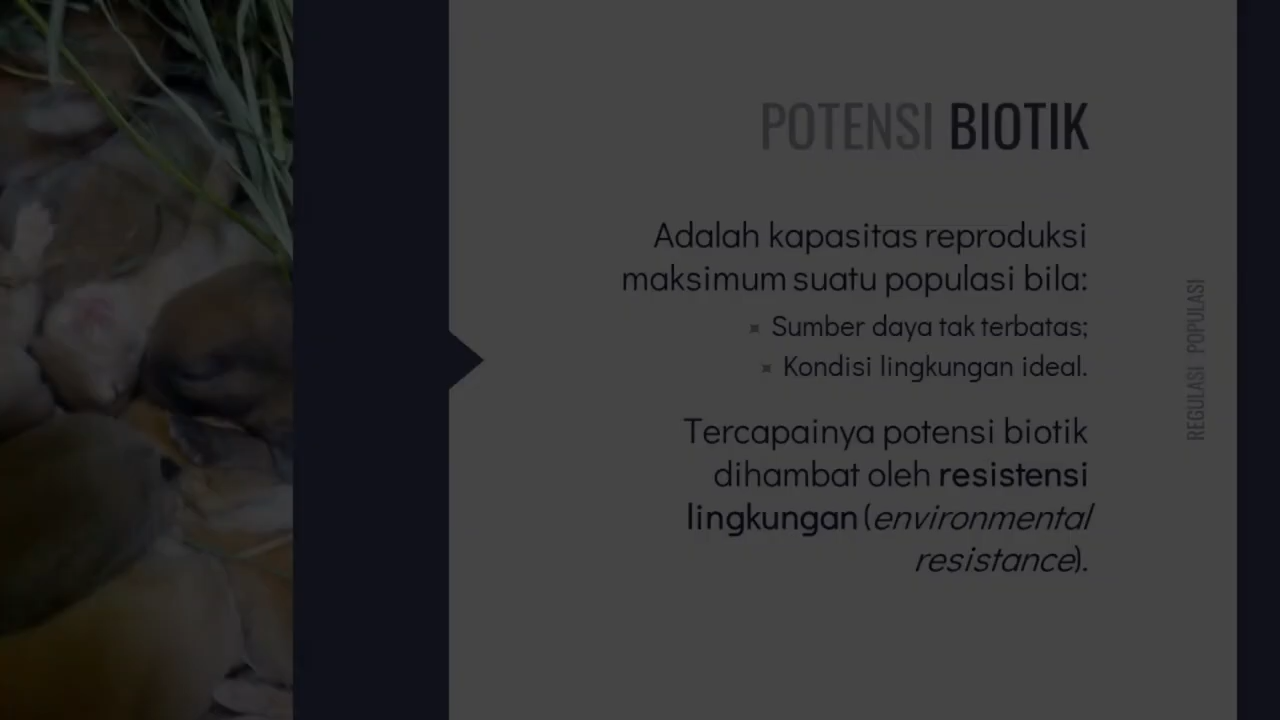 POTENSI BIOTIK
Adalah kapasitas reproduksi
maksimum suatu populasi bila:
Sumber daya tak terbatas;
Kondisi lingkungan ideal.
Tercapainya potensi biotik
dihambat oleh resistensi
lingkungan (environmental
resistance).
REGULASI POPULASI